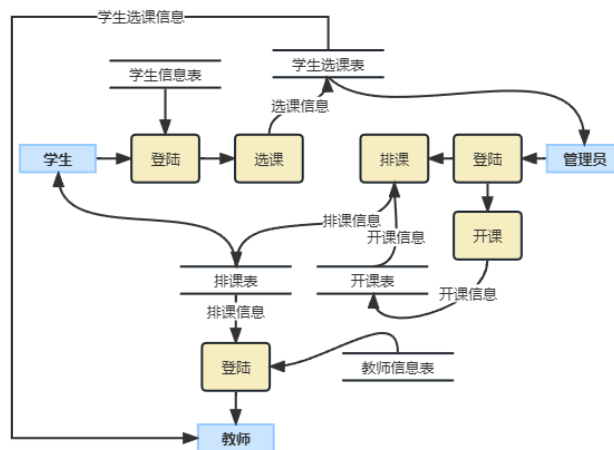 学生选课信息
学生信息表
学生选课表
选课信息
学生
登陆
选课
排课
登陆
管理员
排课信息
开课信息
开课
排课表
开课表
开课信息
排课信息
登陆
教师信息表
教师